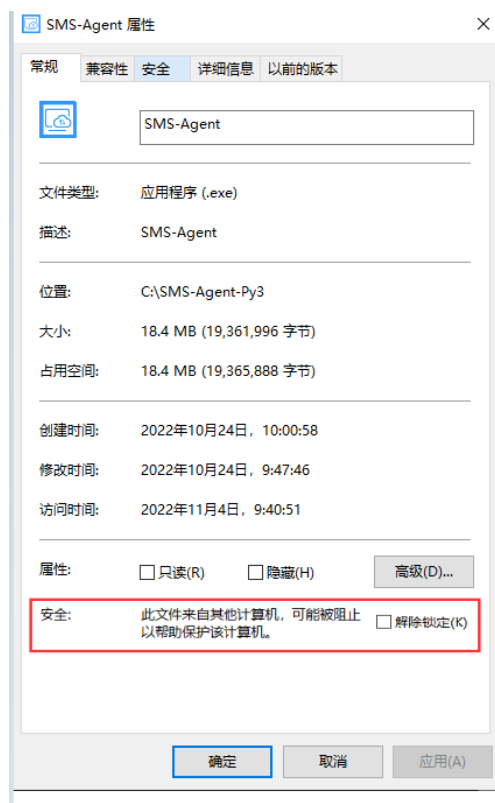 SMS-Agent 属性
常规 兼容性 安全 详细信息 以前的版本
SMS-Agent
文件类型: 应用程序 (.exe)
描述: SMS-Agent
位置: C:\SMS-Agent-Py3
大小: 18.4 MB (19,361,996 字节)
占用空间: 18.4 MB (19,365,888 字节)
创建时间: 2022年10月24日，10:00:58
修改时间: 2022年10月24日，9:47:46
访问时间: 2022年11月4日，9:40:51
属性: 只读(R) 隐藏(H) 高级(D)...
安全: 此文件来自其他计算机，可能被阻止 解除锁定(K)
以帮助保护该计算机。
确定 取消 应用(A)